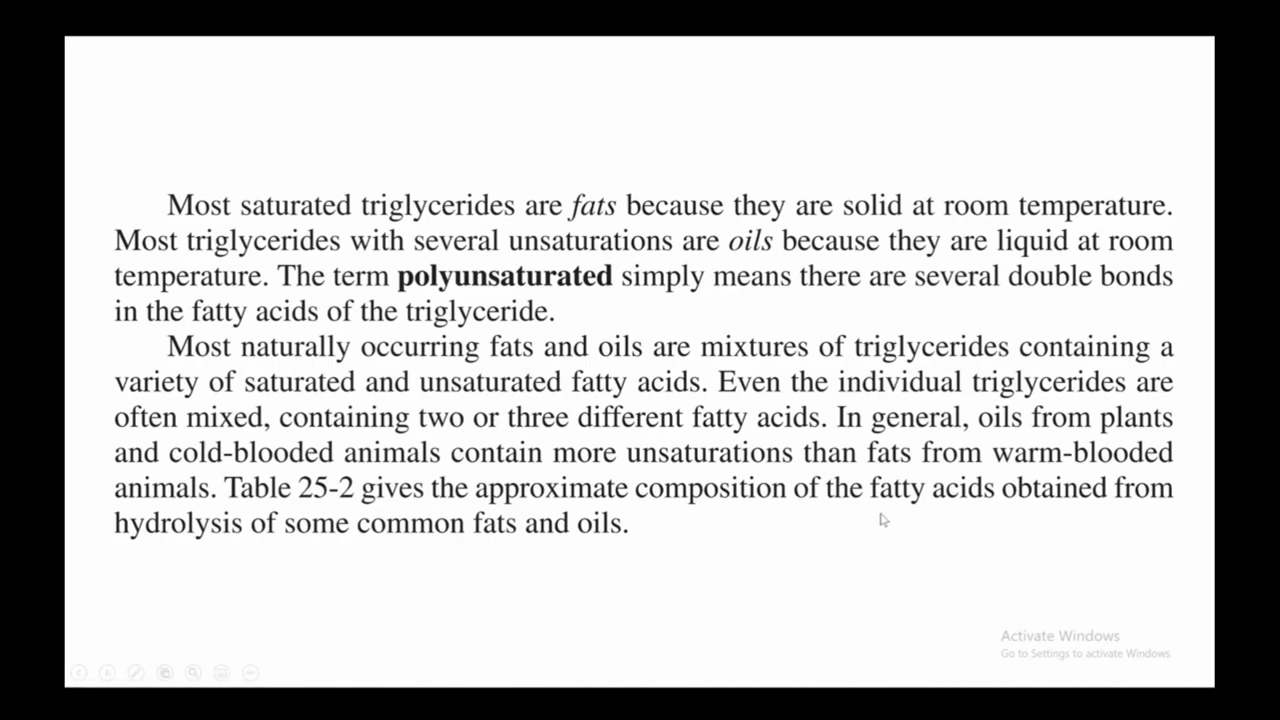 Most saturated triglycerides are fats because they are solid at room temperature.
Most triglycerides with several unsaturations are oils because they are liquid at room
temperature. The term polyunsaturated simply means there are several double bonds
in the fatty acids of the triglyceride.
Most naturally occurring fats and oils are mixtures of triglycerides containing a
variety of saturated and unsaturated fatty acids. Even the individual triglycerides are
often mixed, containing two or three different fatty acids. In general, oils from plants
and cold-blooded animals contain more unsaturations than fats from warm-blooded
animals. Table 25-2 gives the approximate composition of the fatty acids obtained from
hydrolysis of some common fats and oils.
Activate Windows
Go to Settings to activate Windows.